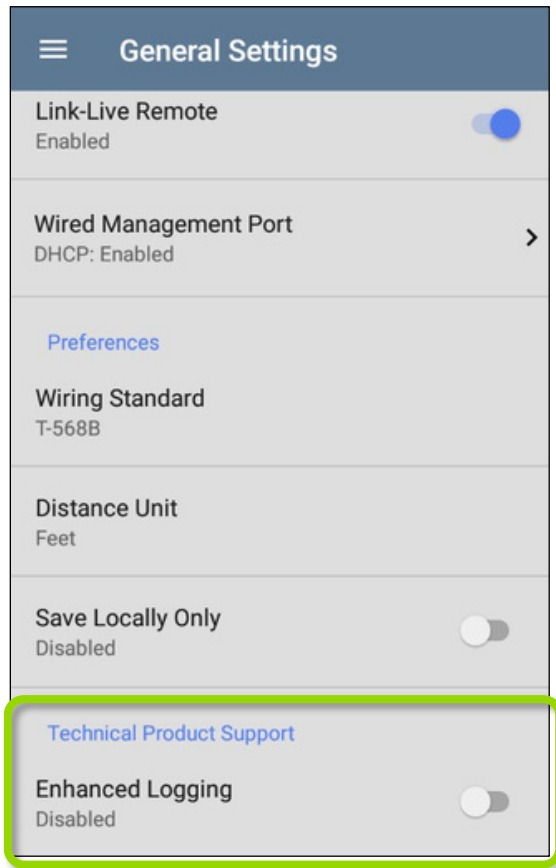 General Settings
Link-Live Remote
Enabled
Wired Management Port
DHCP: Enabled
Preferences
Wiring Standard
T-568B
Distance Unit
Feet
Save Locally Only
Disabled
Technical Product Support
Enhanced Logging
Disabled